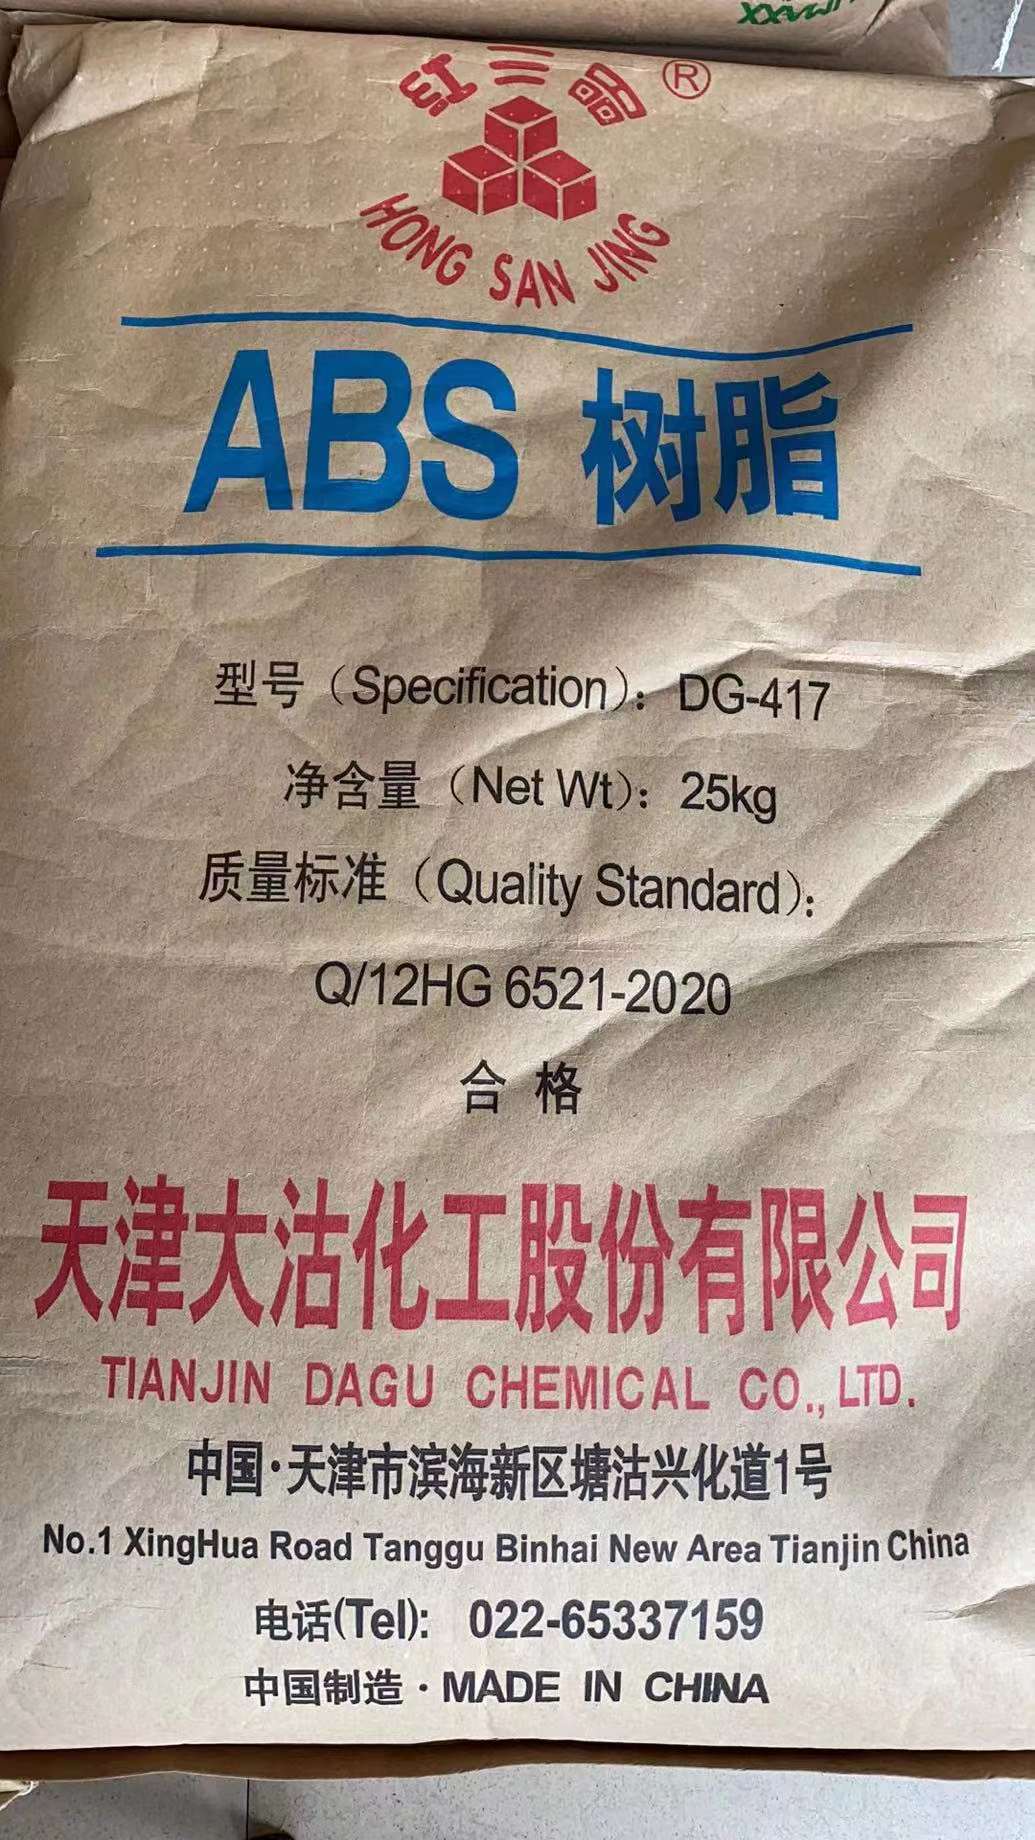 红三晶®
HONG SAN JING
ABS 树脂
型号（Specification）：DG-417
净含量（Net Wt）：25kg
质量标准（Quality Standard）：
Q/12HG 6521-2020
合 格
天津大沽化工股份有限公司
TIANJIN DAGU CHEMICAL CO., LTD.
中国·天津市滨海新区塘沽兴化道1号
No.1 XingHua Road Tanggu Binhai New Area Tianjin China
电话(Tel): 022-65337159
中国制造·MADE IN CHINA